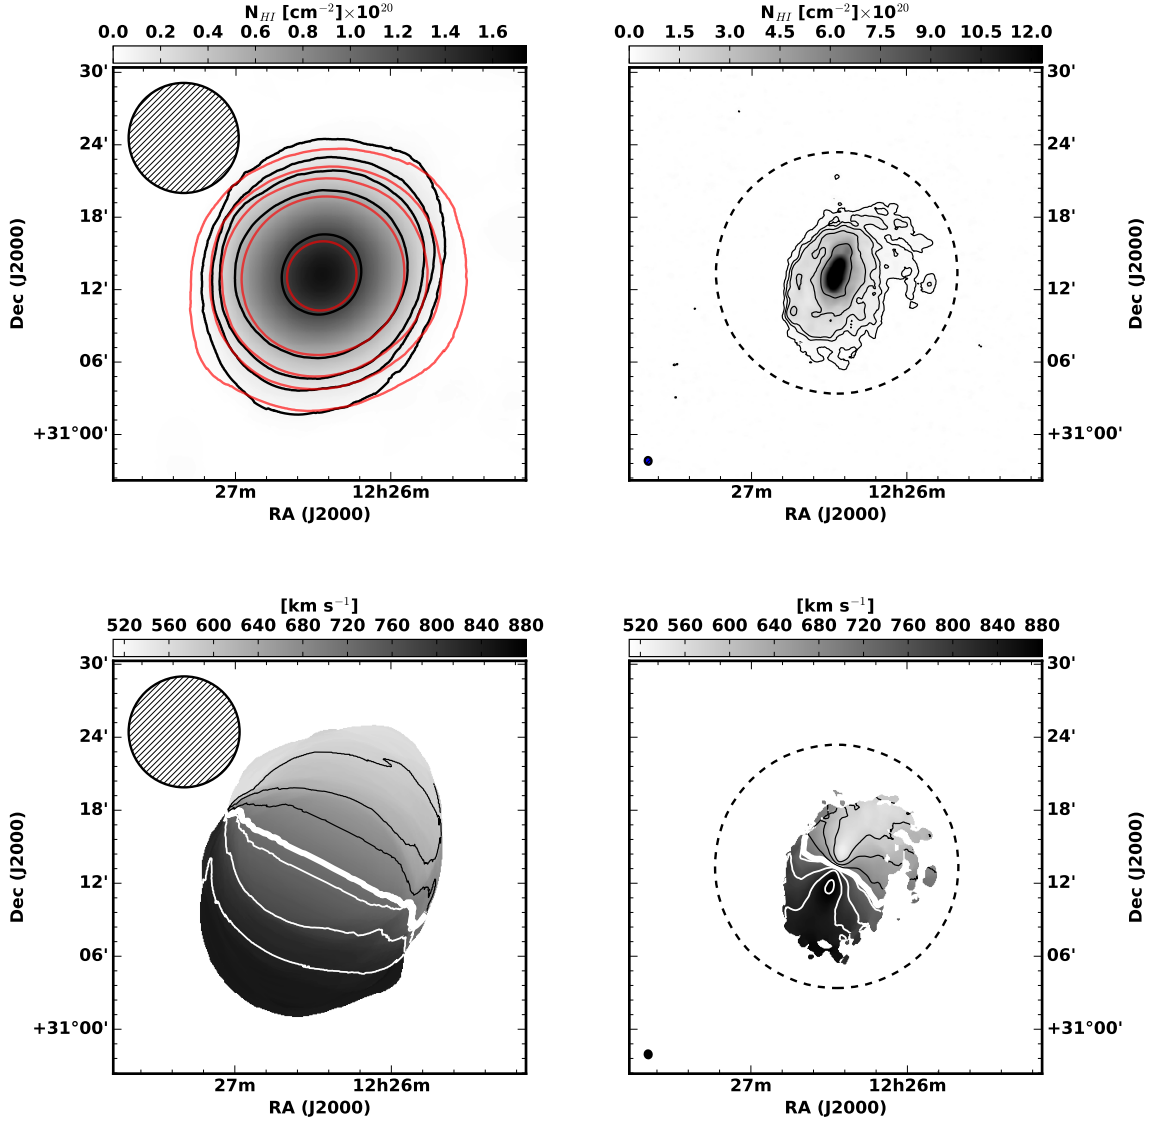 N_HI [cm⁻²]×10²⁰
0.0 0.2 0.4 0.6 0.8 1.0 1.2 1.4 1.6
30'
24'
18'
12'
06'
+31°00'
Dec (J2000)
27m 12h26m
RA (J2000)
N_HI [cm⁻²]×10²⁰
0.0 1.5 3.0 4.5 6.0 7.5 9.0 10.5 12.0
30'
24'
18'
12'
06'
+31°00'
Dec (J2000)
27m 12h26m
RA (J2000)
[km s⁻¹]
520 560 600 640 680 720 760 800 840 880
30'
24'
18'
12'
06'
+31°00'
Dec (J2000)
27m 12h26m
RA (J2000)
[km s⁻¹]
520 560 600 640 680 720 760 800 840 880
30'
24'
18'
12'
06'
+31°00'
Dec (J2000)
27m 12h26m
RA (J2000)